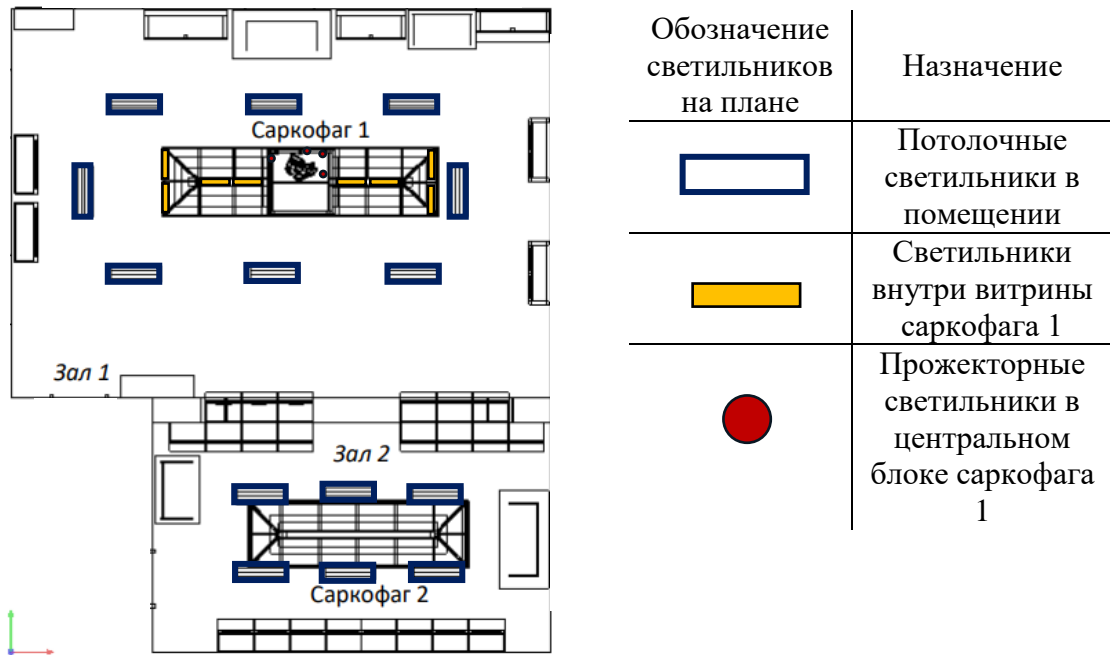 Саркофаг 1
Зал 1
Зал 2
Саркофаг 2
Обозначение
светильников
на плане
Назначение
Потолочные
светильники в
помещении
Светильники
внутри витрины
саркофага 1
Прожекторные
светильники в
центральном
блоке саркофага
1